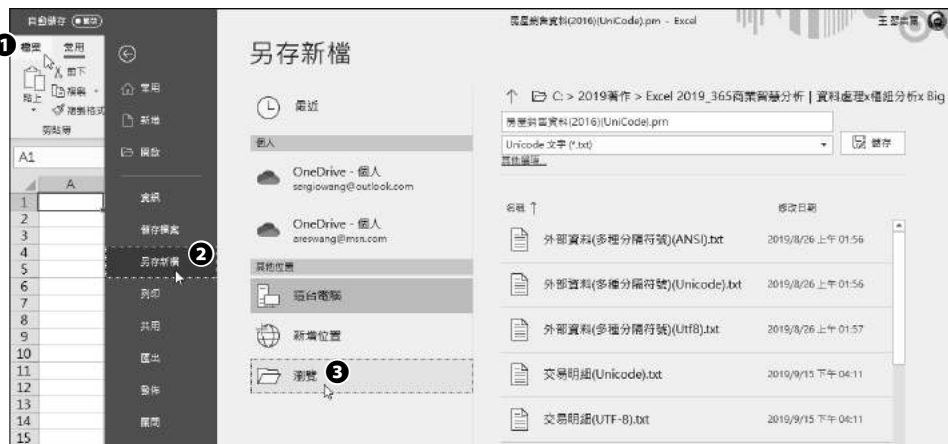 自動儲存
房屋銷售資料(2016)(UniCode).prn - Excel
1
檔案 常用
剪下
複製
貼上
複製格式
剪貼簿
A1
A
1
2
3
4
5
6
7
8
9
10
11
12
13
14
15
常用
新增
開啟
資訊
儲存檔案
另存新檔
2
列印
共用
匯出
發佈
關閉
另存新檔
最近
個人
OneDrive - 個人
sergiowang@outlook.com
OneDrive - 個人
areswang@msn.com
其他位置
這台電腦
新增位置
瀏覽
3
↑ C: > 2019著作 > Excel 2019_365商業智慧分析 | 資料處理x樞紐分析x Big
房屋銷售資料(2016)(UniCode).prn
Unicode 文字 (*.txt)
儲存
其他選項...
名稱 ↑ 修改日期
外部資料(多種分隔符號)(ANSI).txt 2019/8/26 上午 01:56
外部資料(多種分隔符號)(Unicode).txt 2019/8/26 上午 01:56
外部資料(多種分隔符號)(Utf8).txt 2019/8/26 上午 01:57
交易明細(Unicode).txt 2019/9/15 下午 04:11
交易明細(UTF-8).txt 2019/9/15 下午 04:11